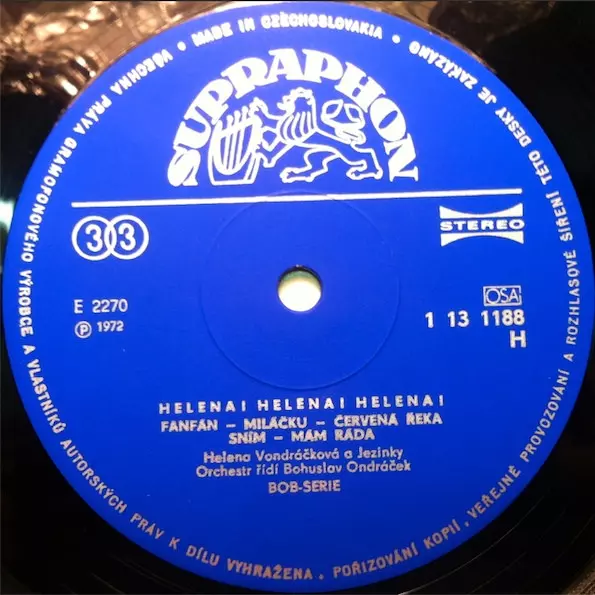 VŠECHNA PRÁVA GRAMOFONOVÉHO VÝROBCE A VLASTNÍKŮ AUTORSKÝCH PRÁV K DÍLU VYHRAŽENA. POŘIZOVÁNÍ KOPIÍ, VEŘEJNÉ PROVOZOVÁNÍ A ROZHLASOVÉ ŠÍŘENÍ TÉTO DESKY JE ZAKÁZÁNO • MADE IN CZECHOSLOVAKIA •
SUPRAPHON
33
STEREO
E 2270
Ⓟ 1972
OSA
1 13 1188
H
HELENA! HELENA! HELENA!
FANFÁN – MILÁČKU – ČERVENÁ ŘEKA
SNÍM – MÁM RÁDA
Helena Vondráčková a Jezinky
Orchestr řídí Bohuslav Ondráček
BOB-SERIE